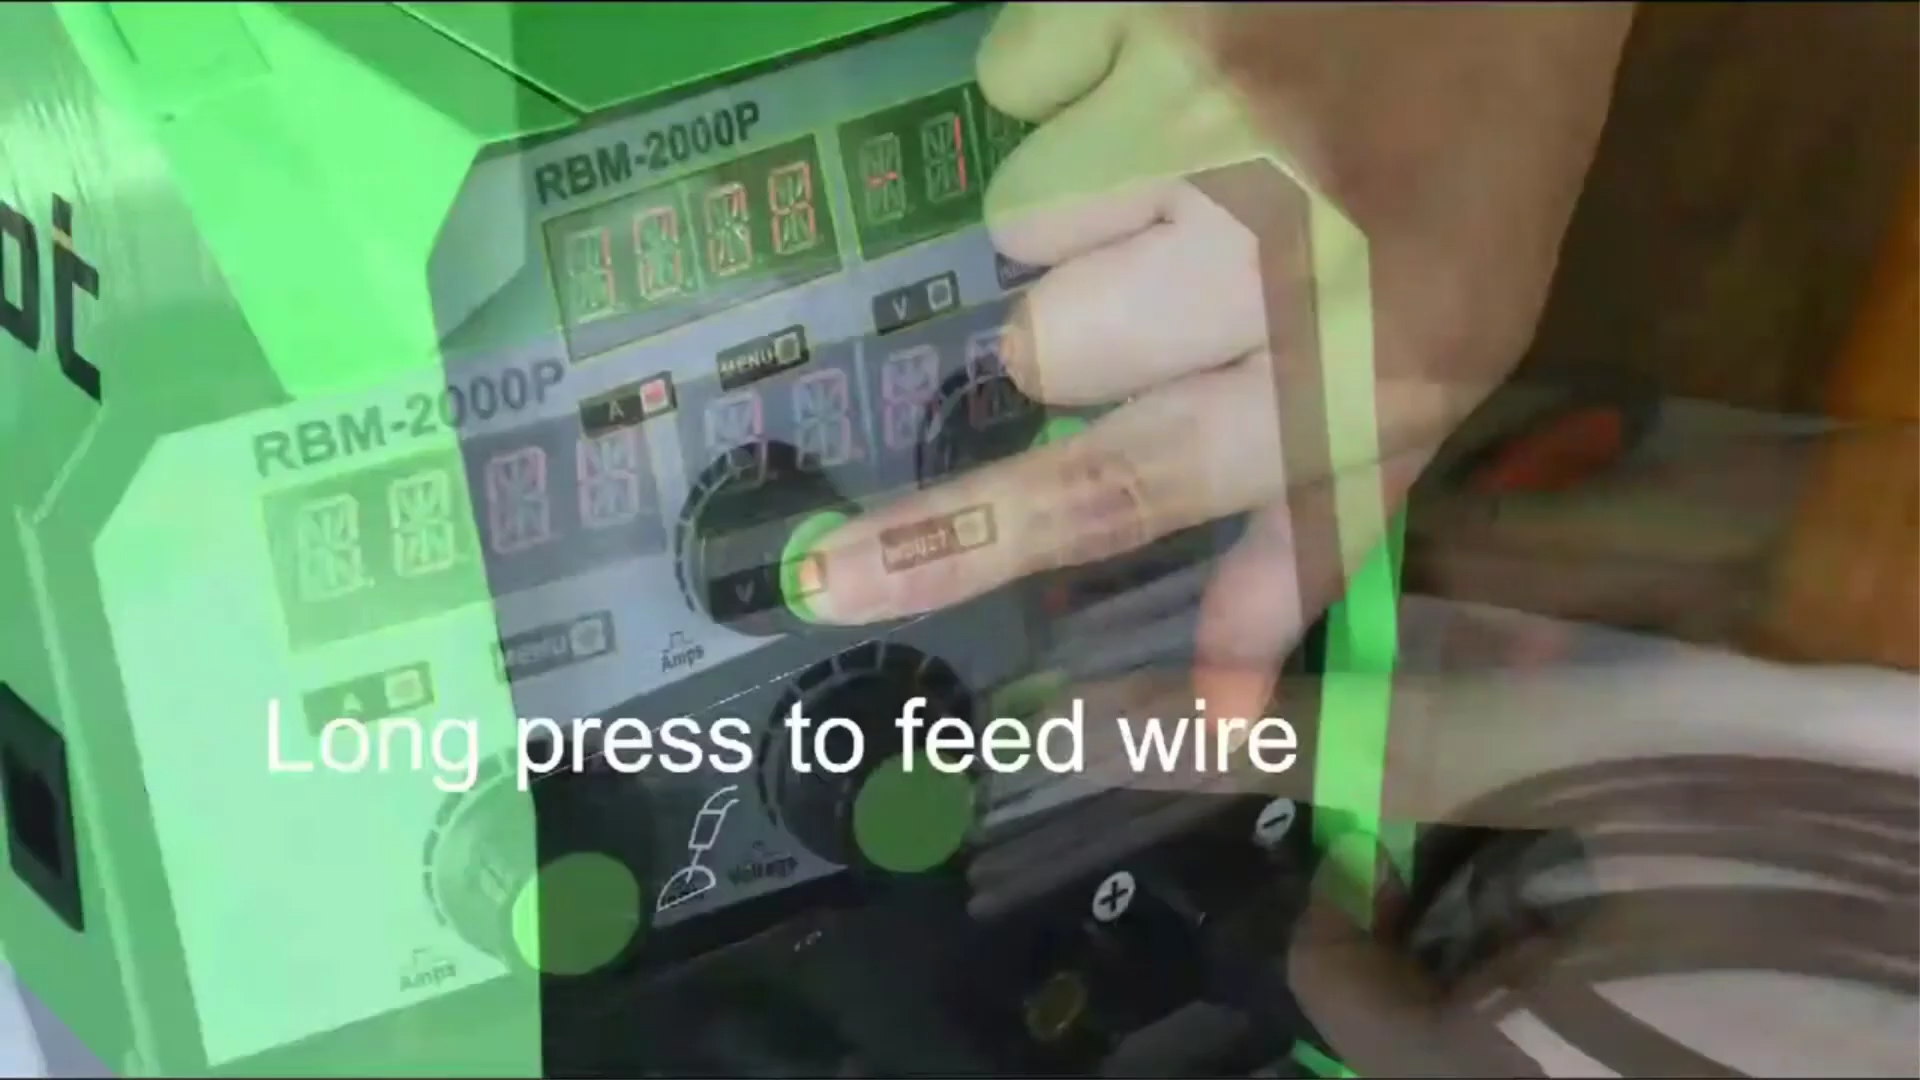 RBM-2000P
V
MENU
A
RBM-2000P
V
Amps
Menu
A
Long press to feed wire
Voltage
Amps
+
-